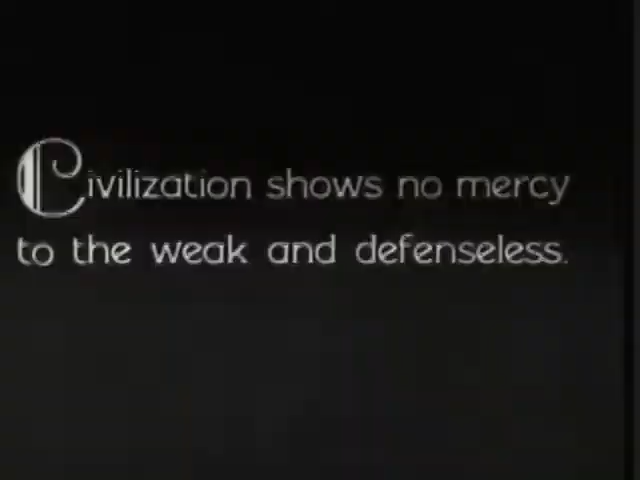 Civilization shows no mercy
to the weak and defenseless.